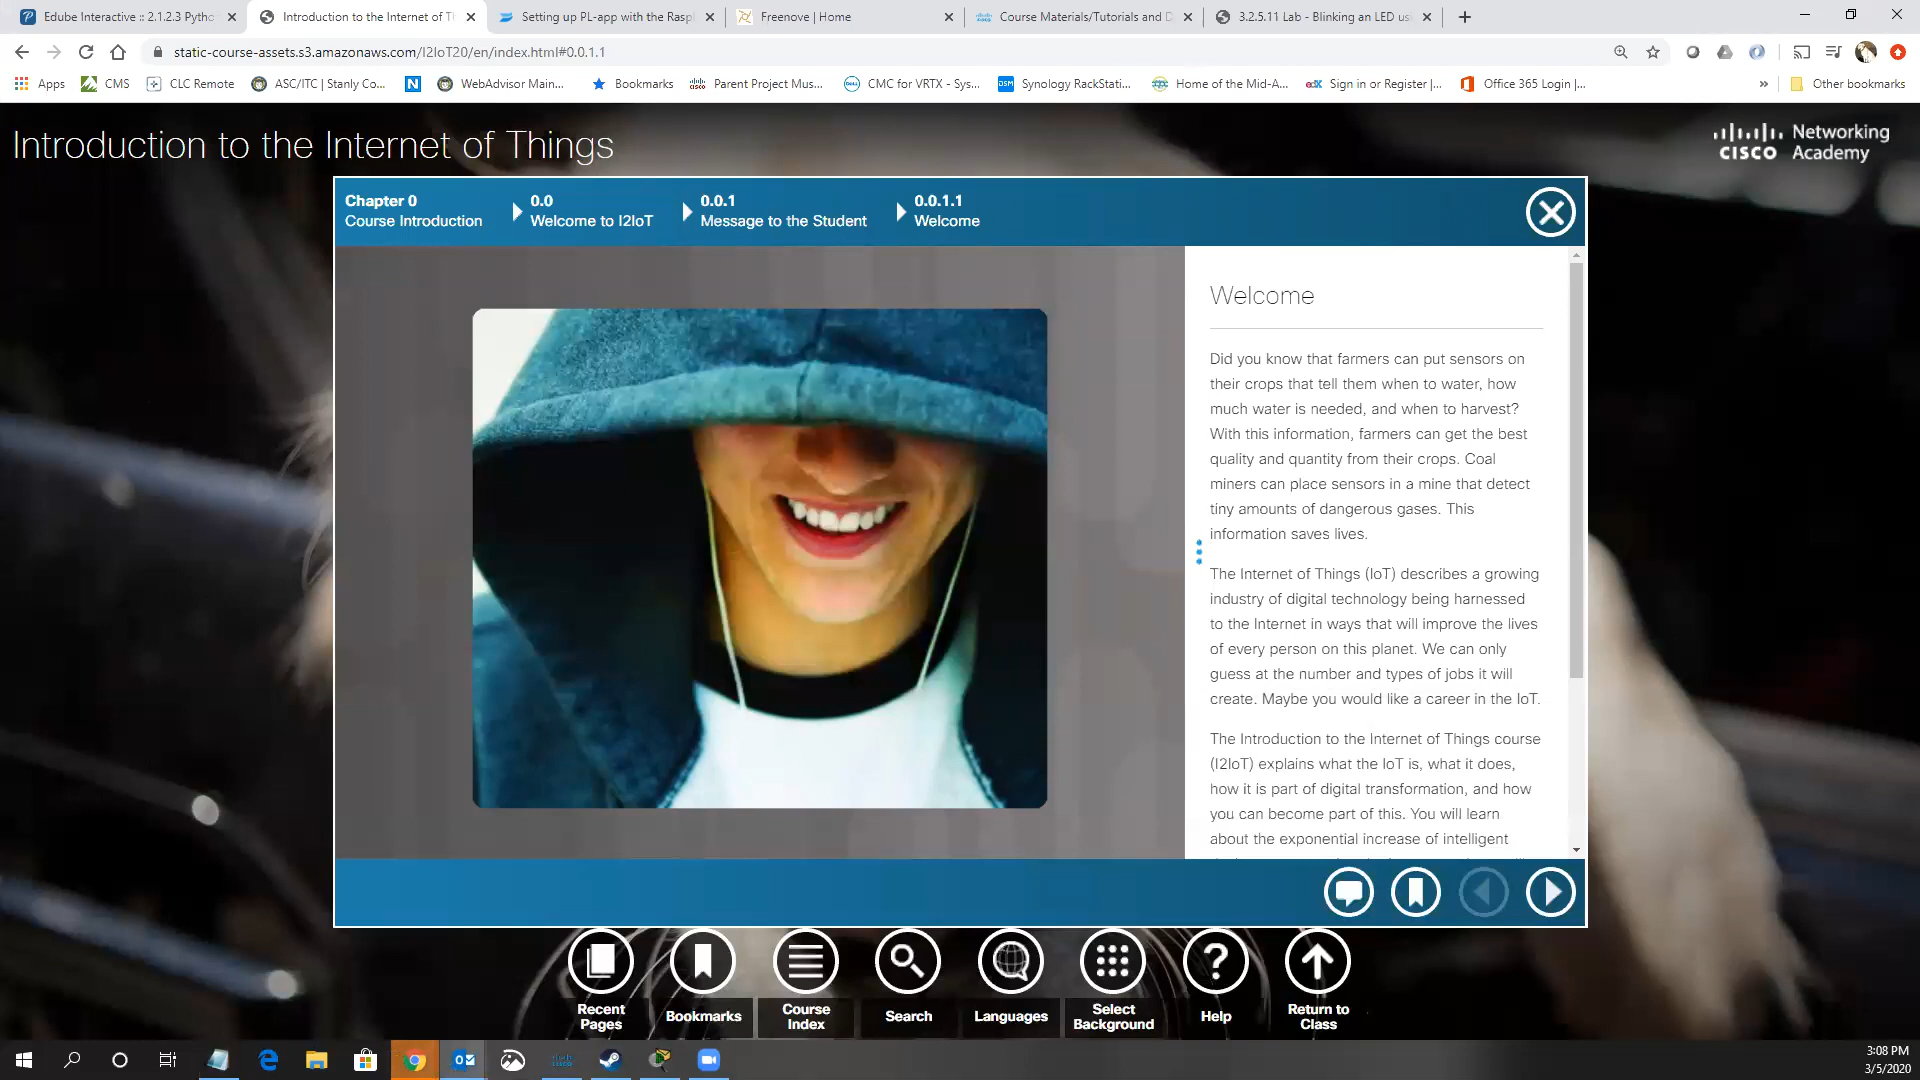 Edube Interactive :: 2.1.2.3 Pytho
Introduction to the Internet of Th
Setting up PL-app with the Rasp
Freenove | Home
Course Materials/Tutorials and D
3.2.5.11 Lab - Blinking an LED us
static-course-assets.s3.amazonaws.com/I2IoT20/en/index.html#0.0.1.1
Apps
CMS
CLC Remote
ASC/ITC | Stanly Co...
WebAdvisor Main...
Bookmarks
Parent Project Mus...
CMC for VRTX - Sys...
Synology RackStati...
Home of the Mid-A...
Sign in or Register |...
Office 365 Login |...
Other bookmarks
Introduction to the Internet of Things
CISCO Networking Academy
Chapter 0
Course Introduction
0.0
Welcome to I2IoT
0.0.1
Message to the Student
0.0.1.1
Welcome
Welcome
Did you know that farmers can put sensors on
their crops that tell them when to water, how
much water is needed, and when to harvest?
With this information, farmers can get the best
quality and quantity from their crops. Coal
miners can place sensors in a mine that detect
tiny amounts of dangerous gases. This
information saves lives.
The Internet of Things (IoT) describes a growing
industry of digital technology being harnessed
to the Internet in ways that will improve the lives
of every person on this planet. We can only
guess at the number and types of jobs it will
create. Maybe you would like a career in the IoT.
The Introduction to the Internet of Things course
(I2IoT) explains what the IoT is, what it does,
how it is part of digital transformation, and how
you can become part of this. You will learn
about the exponential increase of intelligent
Recent
Pages
Bookmarks
Course
Index
Search
Languages
Select
Background
Help
Return to
Class
3:08 PM
3/5/2020